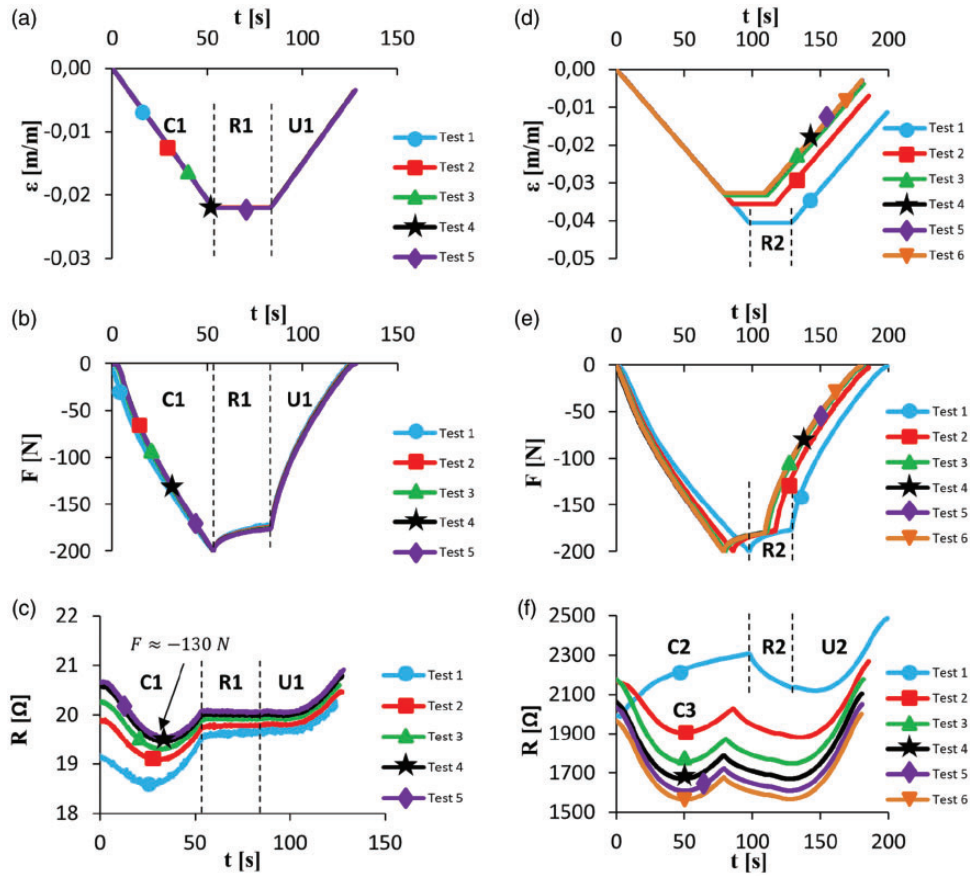 (a)
t [s]
0 50 100 150
0,00
-0,01
-0,02
-0,03
ε [m/m]
C1 R1 U1
Test 1
Test 2
Test 3
Test 4
Test 5
(d)
t [s]
0 50 100 150 200
0,00
-0,01
-0,02
-0,03
-0,04
-0,05
ε [m/m]
R2
Test 1
Test 2
Test 3
Test 4
Test 5
Test 6
(b)
t [s]
0 50 100 150
0
-50
-100
-150
-200
F [N]
C1 R1 U1
Test 1
Test 2
Test 3
Test 4
Test 5
(e)
t [s]
0 50 100 150 200
0
-50
-100
-150
-200
F [N]
R2
Test 1
Test 2
Test 3
Test 4
Test 5
Test 6
(c)
22
21
20
19
18
R [Ω]
F ≈ −130 N
C1 R1 U1
0 50 100 150
t [s]
Test 1
Test 2
Test 3
Test 4
Test 5
(f)
2500
2300
2100
1900
1700
1500
R [Ω]
C2 R2 U2
C3
0 50 100 150 200
t [s]
Test 1
Test 2
Test 3
Test 4
Test 5
Test 6